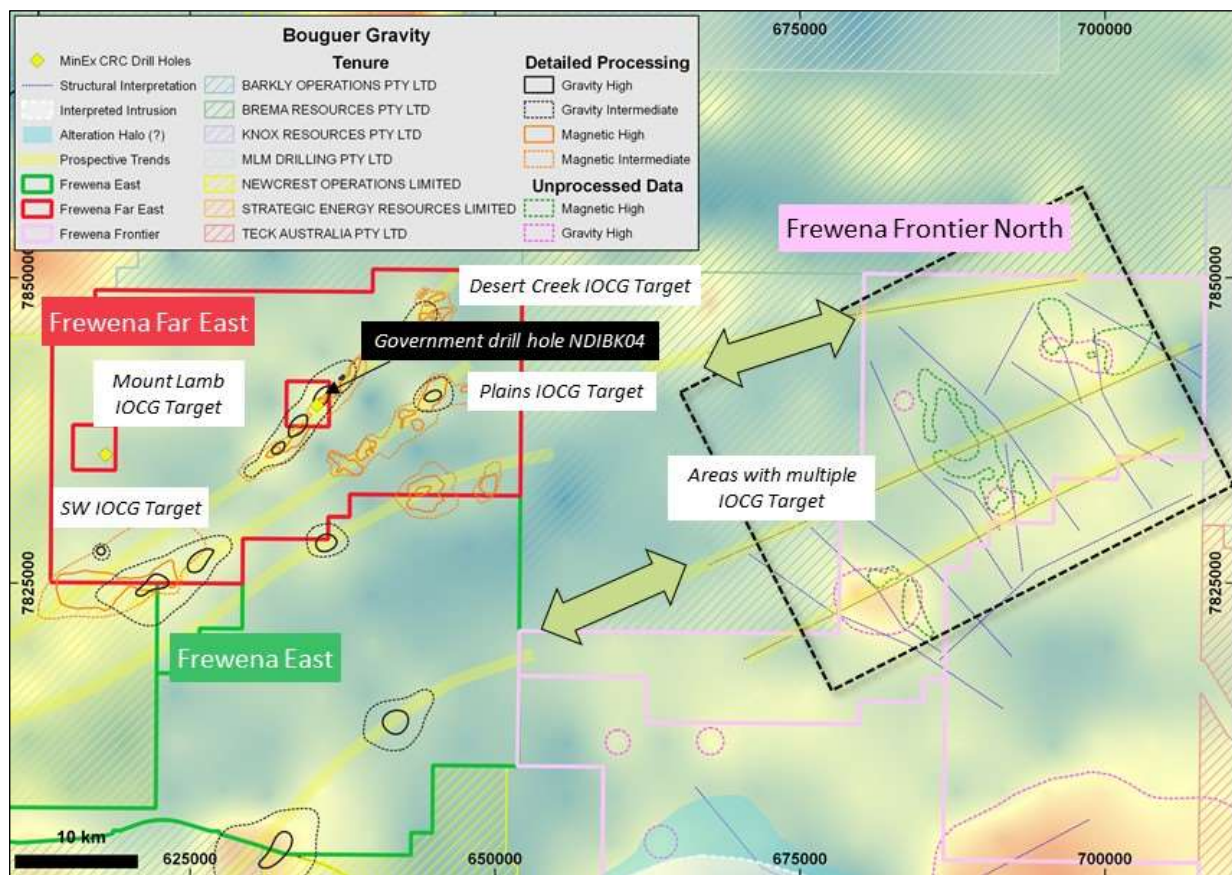 Bouguer Gravity
MinEx CRC Drill Holes
Structural Interpretation
Interpreted Intrusion
Alteration Halo (?)
Prospective Trends
Frewena East
Frewena Far East
Frewena Frontier
Tenure
BARKLY OPERATIONS PTY LTD
BREMA RESOURCES PTY LTD
KNOX RESOURCES PTY LTD
MLM DRILLING PTY LTD
NEWCREST OPERATIONS LIMITED
STRATEGIC ENERGY RESOURCES LIMITED
TECK AUSTRALIA PTY LTD
Detailed Processing
Gravity High
Gravity Intermediate
Magnetic High
Magnetic Intermediate
Unprocessed Data
Magnetic High
Gravity High
675000
700000
Frewena Frontier North
7850000
7850000
Desert Creek IOCG Target
Frewena Far East
Government drill hole NDIBK04
Mount Lamb
IOCG Target
Plains IOCG Target
Areas with multiple
IOCG Target
SW IOCG Target
7825000
7825000
Frewena East
10 km
625000
650000
675000
700000